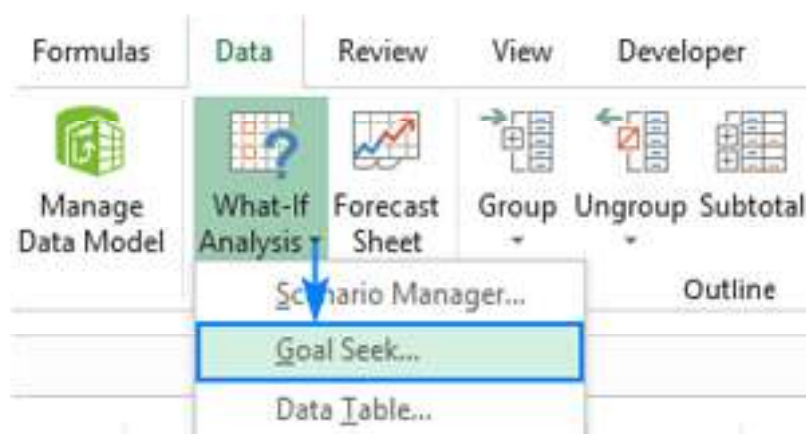 Formulas Data Review View Developer
Manage Data Model
What-If Analysis
Forecast Sheet
Group Ungroup Subtotal
Outline
Scenario Manager...
Goal Seek...
Data Table...